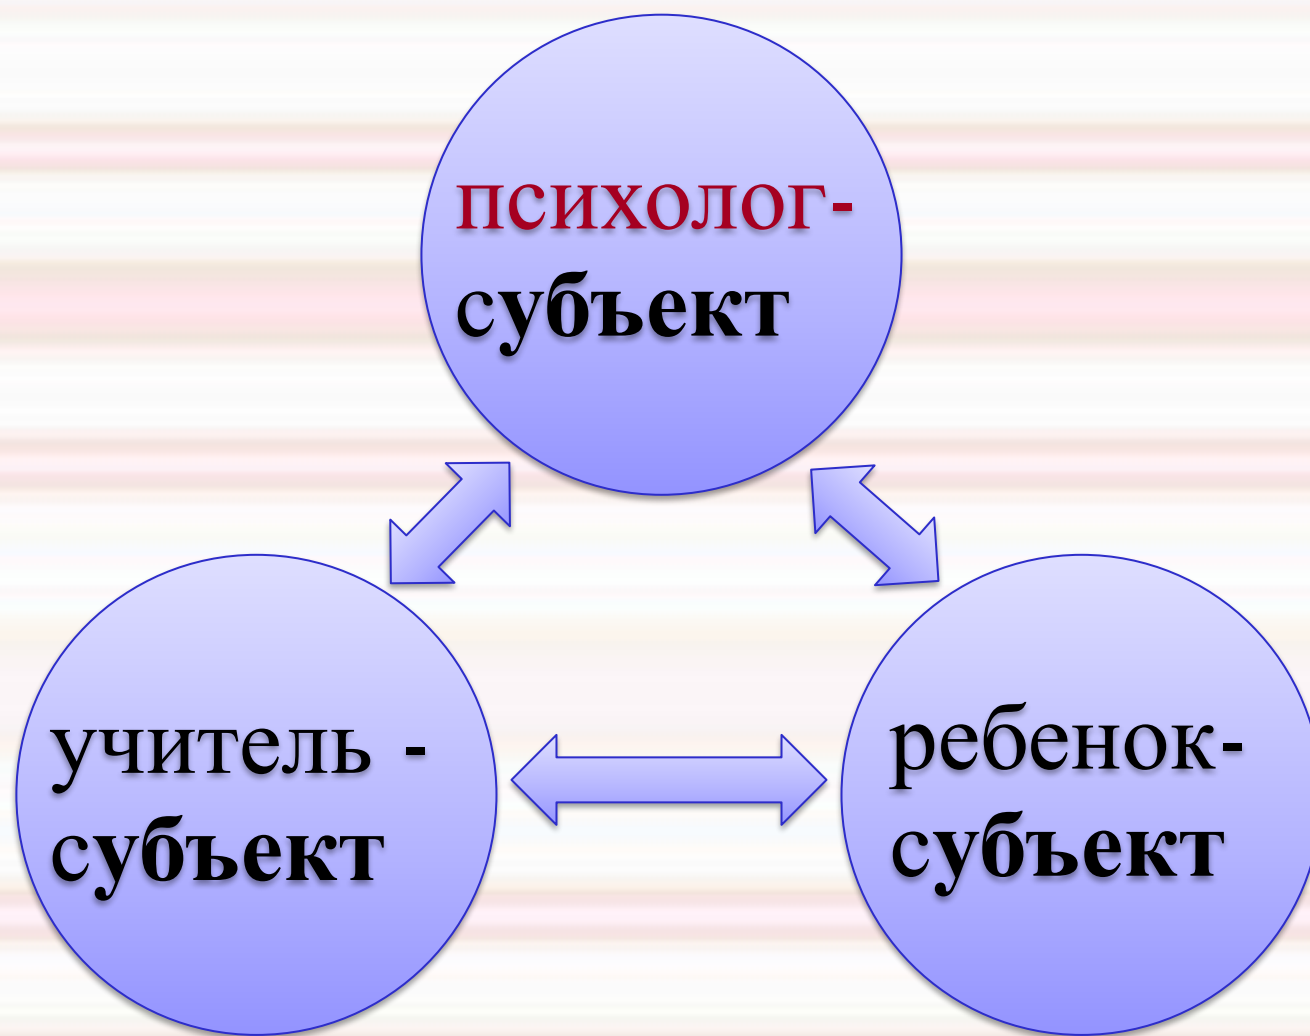 психолог-
субъект
учитель -
субъект
ребенок-
субъект